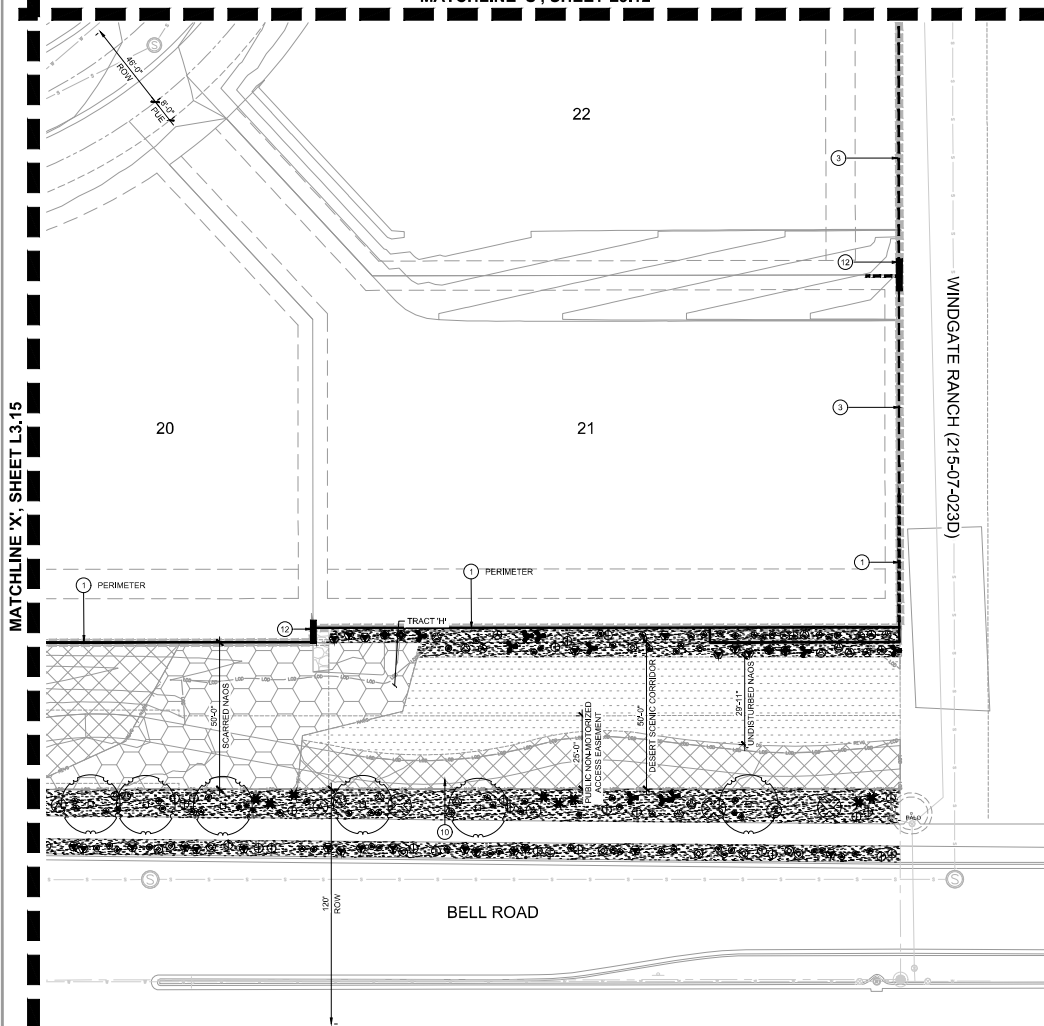 46'-0"
ROW
8'-0"
PUE
S
22
3
12
WINDGATE RANCH (215-07-023D)
MATCHLINE 'X', SHEET L3.15
20
21
3
1
1 PERIMETER
1 PERIMETER
12
TRACT 'H'
50'-0"
SCARRED NAOS
25'-0"
PUBLIC NON-MOTORIZED
ACCESS EASEMENT
50'-0"
DESERT SCENIC CORRIDOR
29'-11"
UNDISTURBED NAOS
10
S
S
120'
ROW
BELL ROAD